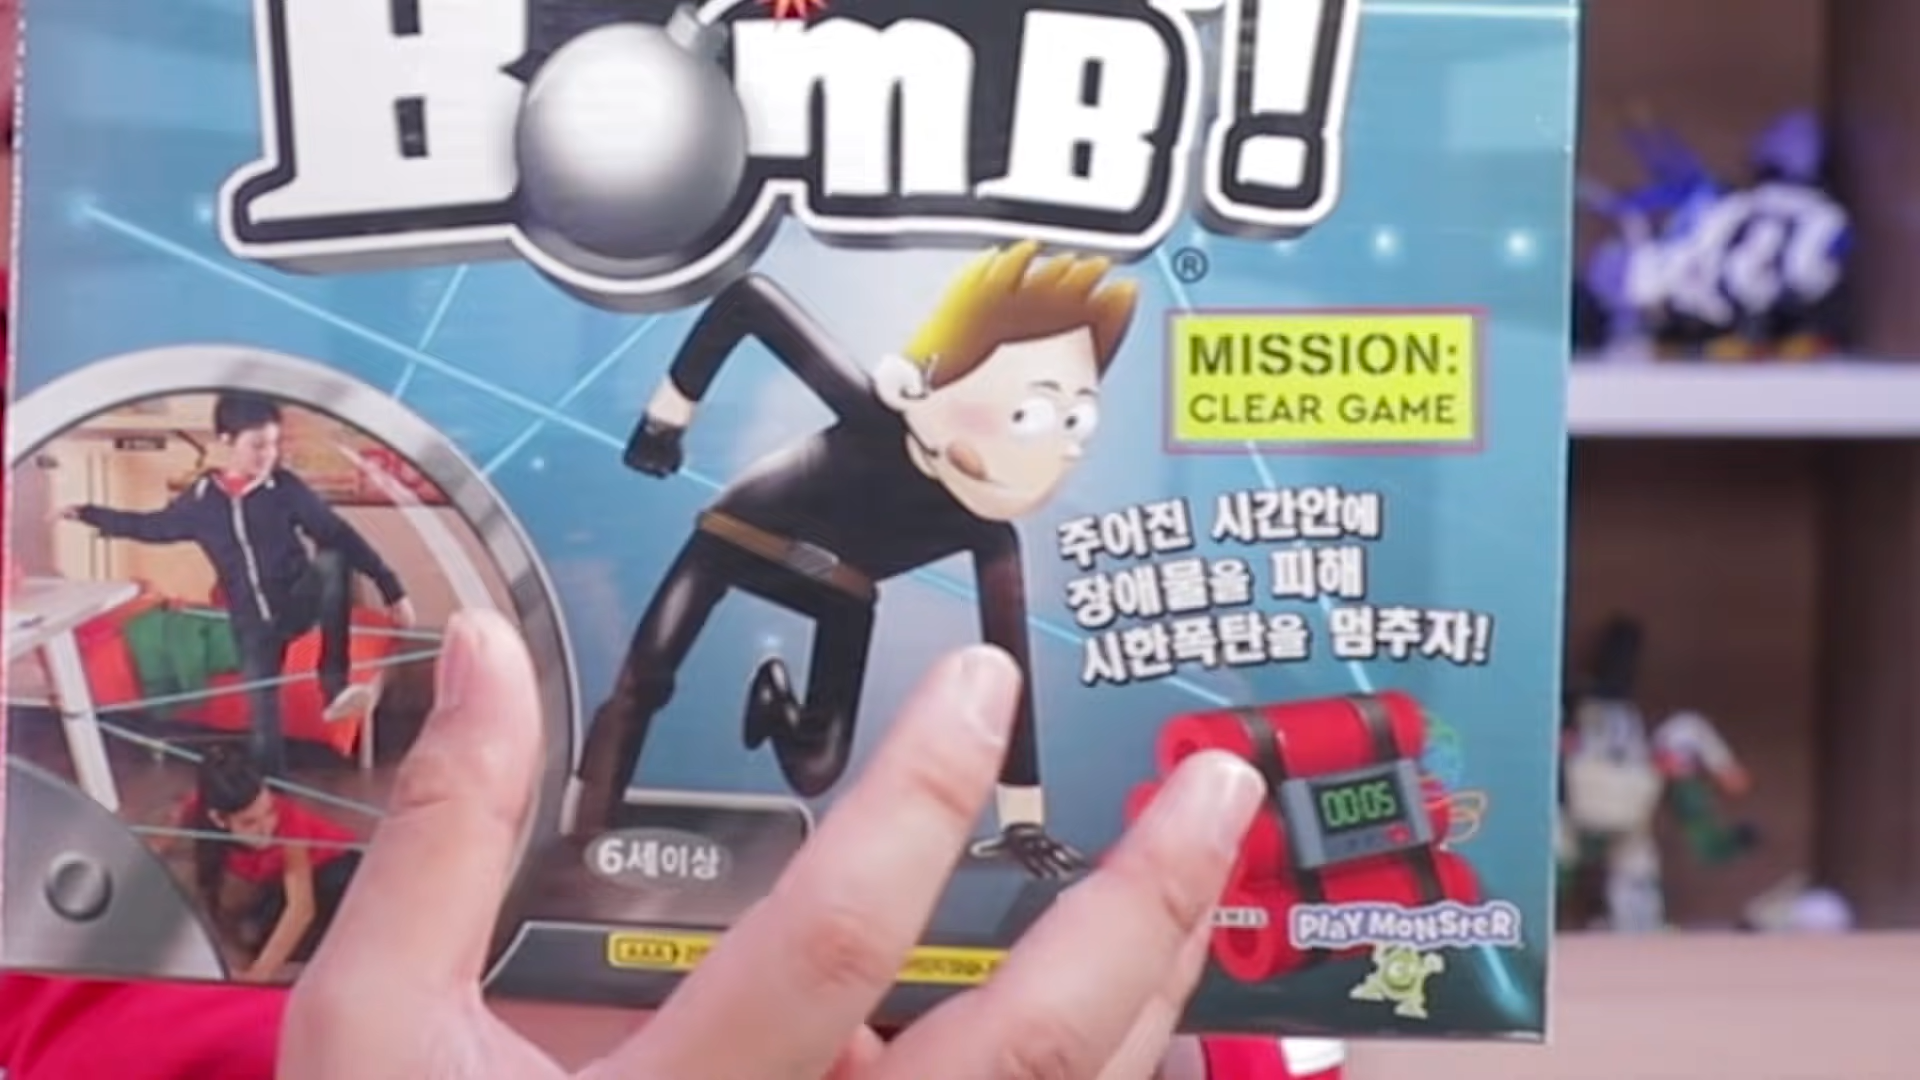 BOMB!
®
MISSION:
CLEAR GAME
주어진 시간안에
장애물을 피해
시한폭탄을 멈추자!
00:05
6세이상
AAA
PLAY MONSTER